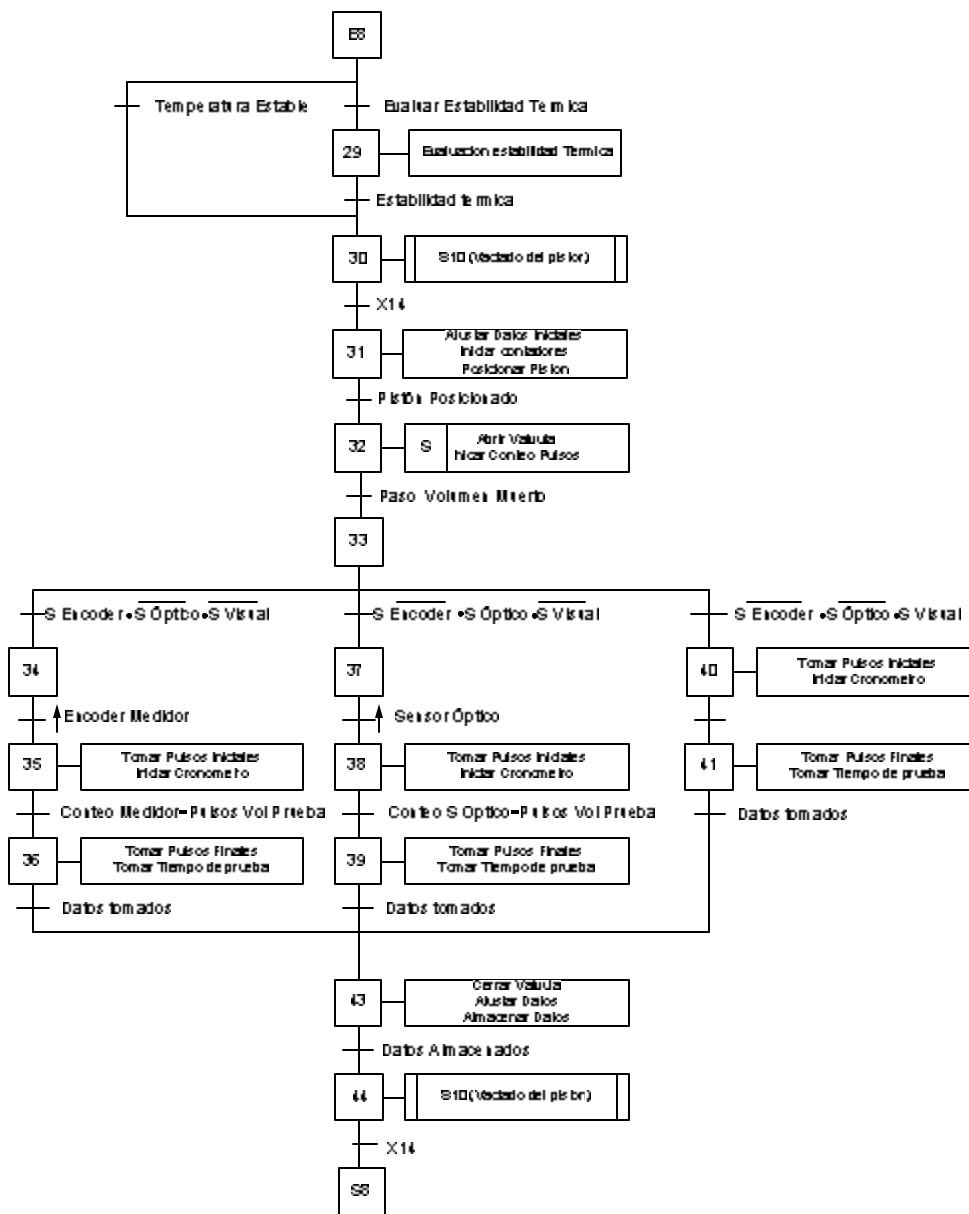 E8
Temperatura Estable
Evaluar Estabilidad Termica
29
Evaluacion estabilidad Termica
Estabilidad termica
30
S10 (Vaciado del piston)
X14
31
Ajustar Datos Iniciales
Iniciar contadores
Posicionar Piston
Pistón Posicionado
32
S
Abrir Valvula
Inicar Conteo Pulsos
Paso Volumen Muerto
33
S Encoder•S Óptico•S Visual
S Encoder •S Óptico •S Visual
S Encoder •S Óptico •S Visual
34
37
40
Tomar Pulsos Iniciales
Iniciar Cronometro
Encoder Medidor
Sensor Óptico
35
Tomar Pulsos Iniciales
Iniciar Cronometro
38
Tomar Pulsos Iniciales
Iniciar Cronometro
41
Tomar Pulsos Finales
Tomar Tiempo de prueba
Conteo Medidor=Pulsos Vol Prueba
Conteo S Optico=Pulsos Vol Prueba
Datos tomados
36
Tomar Pulsos Finales
Tomar Tiempo de prueba
39
Tomar Pulsos Finales
Tomar Tiempo de prueba
Datos tomados
Datos tomados
43
Cerrar Valvula
Ajustar Datos
Almacenar Datos
Datos Almacenados
44
S10(Vaciado del piston)
X14
S8